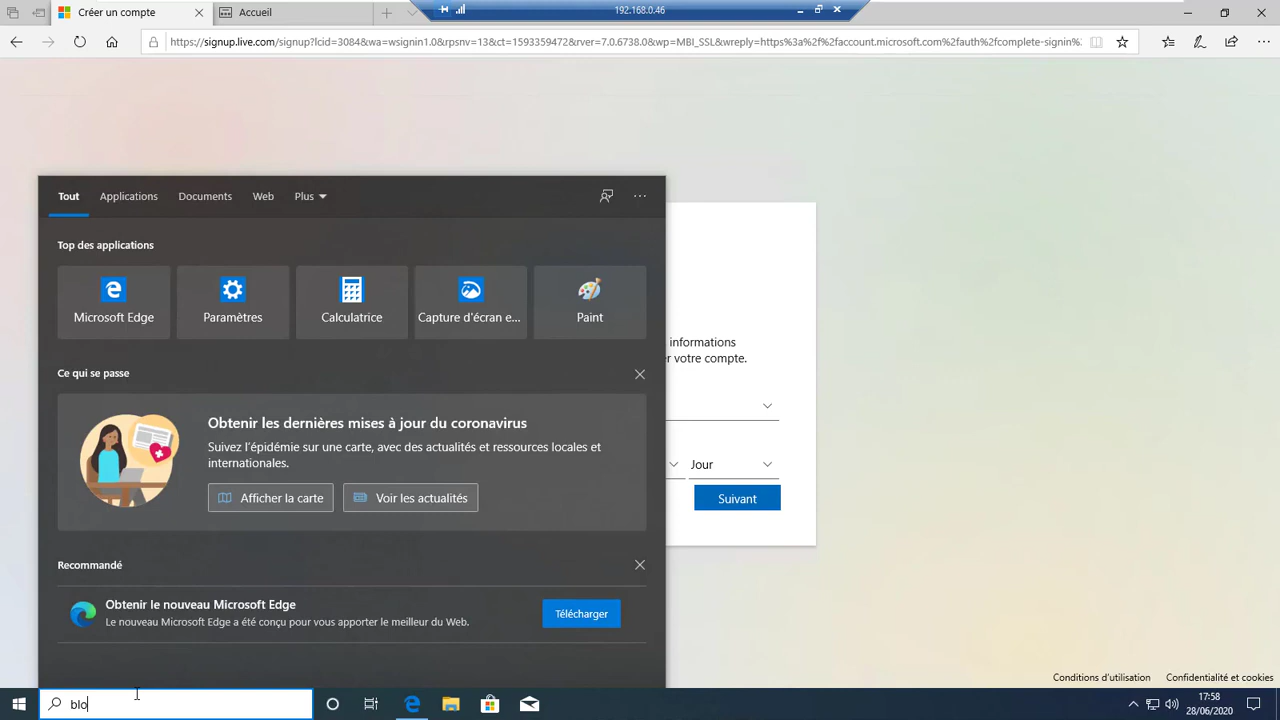 Créer un compte
Accueil
192.168.0.46
https://signup.live.com/signup?lcid=3084&wa=wsignin1.0&rpsnv=13&ct=1593359472&rver=7.0.6738.0&wp=MBI_SSL&wreply=https%3a%2f%2faccount.microsoft.com%2fauth%2fcomplete-signin%
Tout Applications Documents Web Plus
Top des applications
Microsoft Edge Paramètres Calculatrice Capture d'écran e... Paint
informations
er votre compte.
Ce qui se passe
Obtenir les dernières mises à jour du coronavirus
Suivez l'épidémie sur une carte, avec des actualités et ressources locales et
internationales.
Afficher la carte Voir les actualités
Jour
Suivant
Recommandé
Obtenir le nouveau Microsoft Edge
Le nouveau Microsoft Edge a été conçu pour vous apporter le meilleur du Web.
Télécharger
Conditions d'utilisation Confidentialité et cookies
blo
17:58
28/06/2020